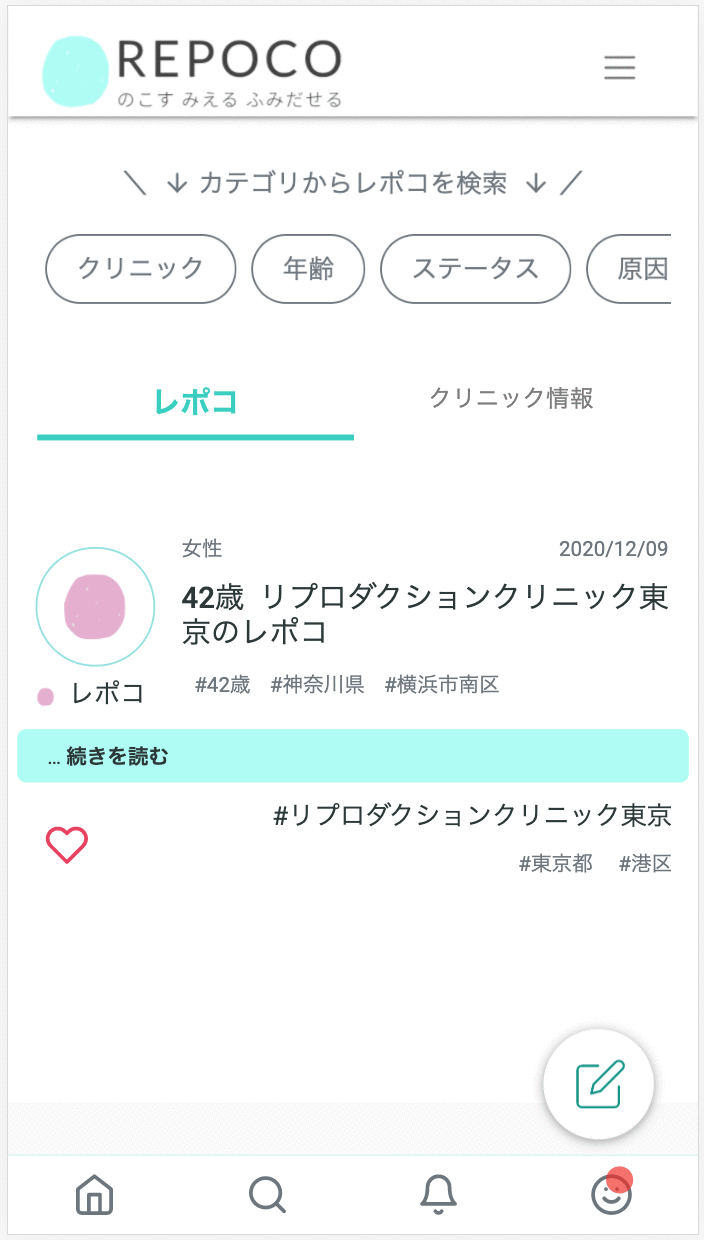 REPOCO
のこす みえる ふみだせる
＼ ↓ カテゴリからレポコを検索 ↓ ／
クリニック 年齢 ステータス 原因
レポコ クリニック情報
女性 2020/12/09
42歳 リプロダクションクリニック東
京のレポコ
レポコ #42歳 #神奈川県 #横浜市南区
... 続きを読む
#リプロダクションクリニック東京
#東京都 #港区